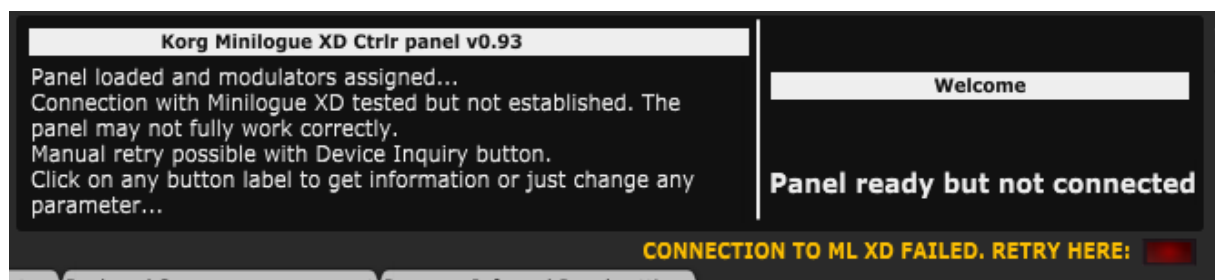 Korg Minilogue XD Ctrlr panel v0.93
Panel loaded and modulators assigned...
Connection with Minilogue XD tested but not established. The
panel may not fully work correctly.
Manual retry possible with Device Inquiry button.
Click on any button label to get information or just change any
parameter...
Welcome
Panel ready but not connected
CONNECTION TO ML XD FAILED. RETRY HERE: